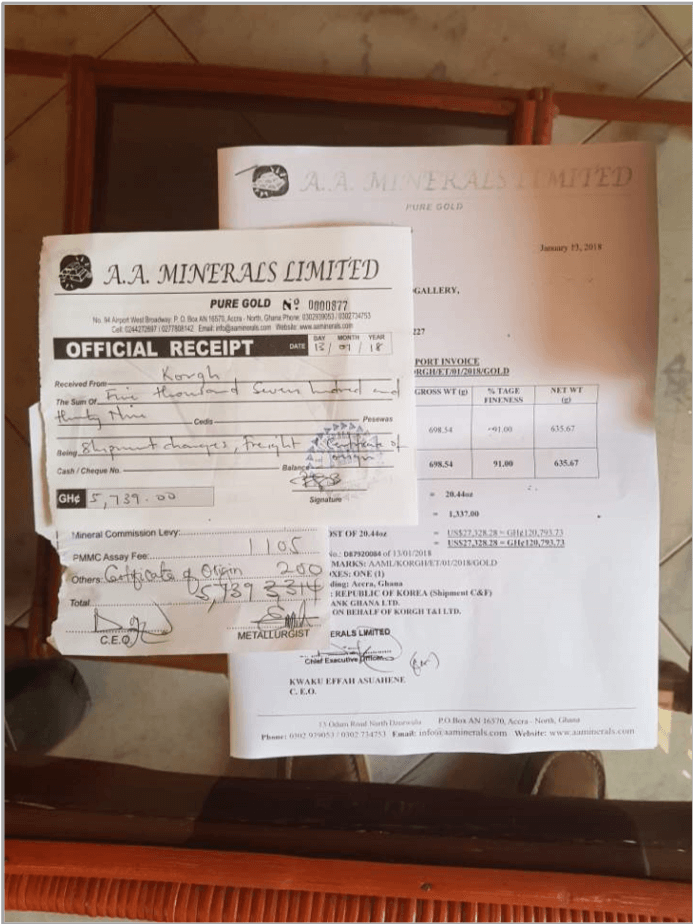 A.A. MINERALS LIMITED
PURE GOLD
January 13, 2018
GALLERY,
227
PORT INVOICE
ORGH/ET/01/2018/GOLD
GROSS WT (g) % TAGE FINENESS NET WT (g)
698.54 91.00 635.67
698.54 91.00 635.67
= 20.44oz
= 1,337.00
OST OF 20.44oz = US$27,328.28 = GH¢120,793.73
= US$27,328.28 = GH¢120,793.73
No.: D87920084 of 13/01/2018
MARKS: AAML/KORGH/ET/01/2018/GOLD
OXES: ONE (1)
ding: Accra, Ghana
: REPUBLIC OF KOREA (Shipment C&F)
ANK GHANA LTD.
ON BEHALF OF KORGH T&I LTD.
ERALS LIMITED
Chief Executive Officer
KWAKU EFFAH ASUAHENE
C. E.O.
13 Odum Road North Dzorwulu P.O.Box AN 16570, Accra - North, Ghana
Phone: 0302 939053 / 0302 734753 Email: info@aaminerals.com Website: www.aaminerals.com
A.A. MINERALS LIMITED
PURE GOLD Nº 0000877
No. 94 Airport West Broadway. P. O. Box AN 16570, Accra - North, Ghana Phone: 0302939053 / 0302734753
Cell: 0244272697 / 0277808142 Email: info@aaminerals.com Website: www.aaminerals.com
OFFICIAL RECEIPT DATE DAY MONTH YEAR
13 / 01 / 18
Received From Korgh
The Sum Of Five thousand Seven hundred and
thirty Nine Cedis Pesewas
Being Shipment charges, Freight, Certificate of
origin
Cash / Cheque No. Balance
Signature
GH¢ 5,739.00
Mineral Commission Levy:
PMMC Assay Fee: 1105
Others: Certificate of Origin 200
Total 5,739 3,314
C.E.O. METALLURGIST